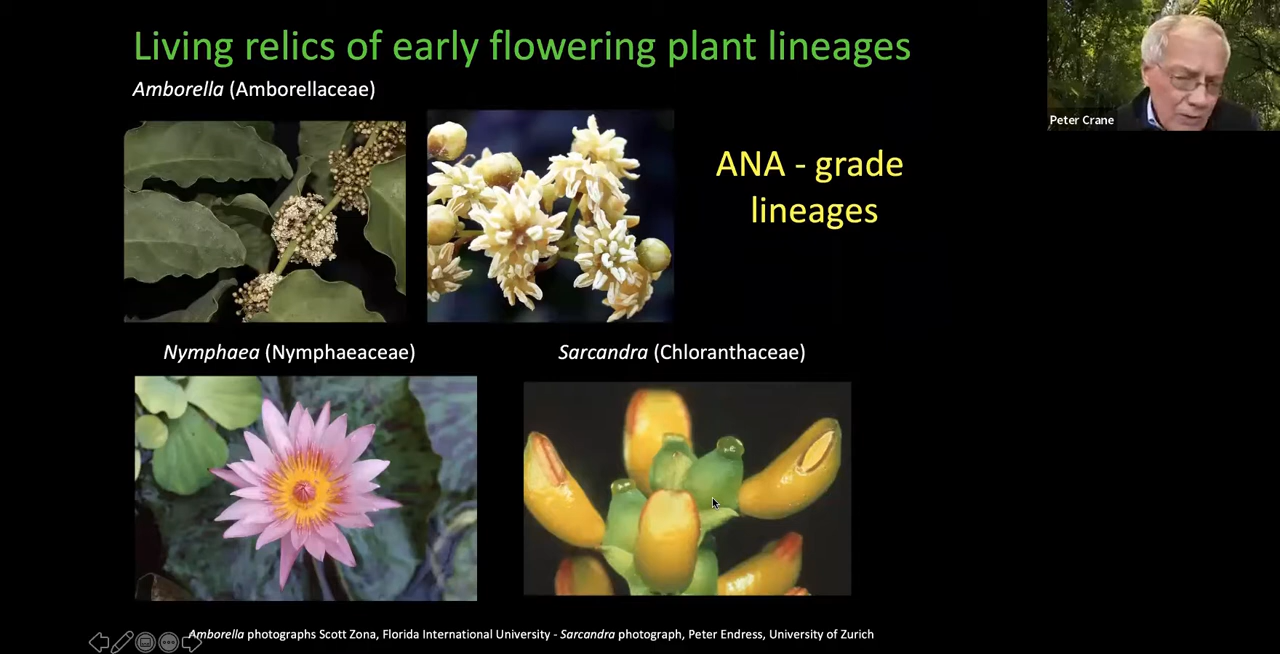 Living relics of early flowering plant lineages
Amborella (Amborellaceae)
Peter Crane
ANA - grade
lineages
Nymphaea (Nymphaeaceae)
Sarcandra (Chloranthaceae)
Amborella photographs Scott Zona, Florida International University - Sarcandra photograph, Peter Endress, University of Zurich